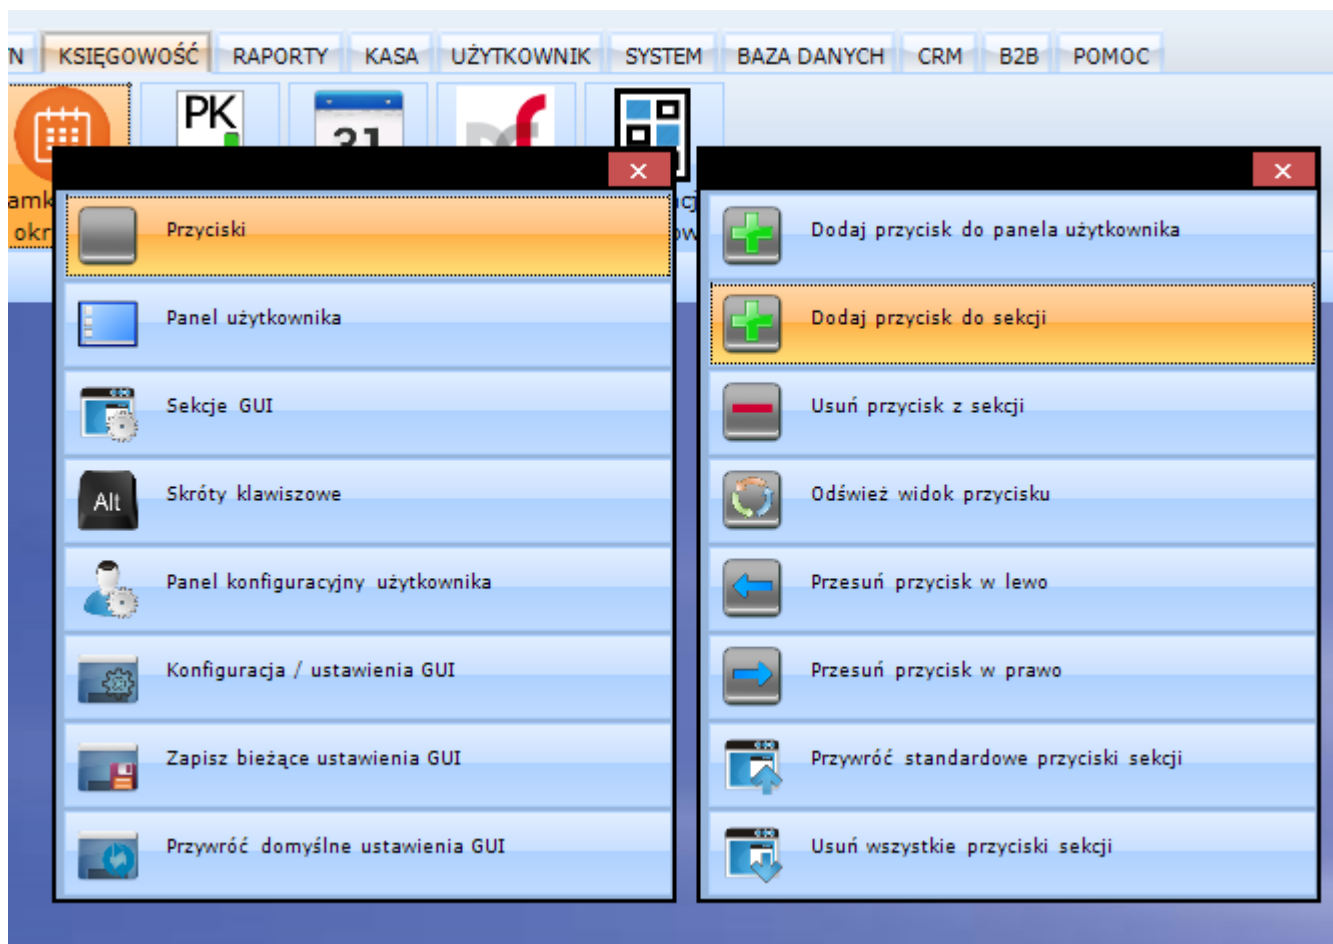 KSIĘGOWOŚĆ RAPORTY KASA UŻYTKOWNIK SYSTEM BAZA DANYCH CRM B2B POMOC
PK
31
Przyciski
Panel użytkownika
Sekcje GUI
Alt
Skróty klawiszowe
Panel konfiguracyjny użytkownika
Konfiguracja / ustawienia GUI
Zapisz bieżące ustawienia GUI
Przywróć domyślne ustawienia GUI
Dodaj przycisk do panela użytkownika
Dodaj przycisk do sekcji
Usuń przycisk z sekcji
Odśwież widok przycisku
Przesuń przycisk w lewo
Przesuń przycisk w prawo
Przywróć standardowe przyciski sekcji
Usuń wszystkie przyciski sekcji